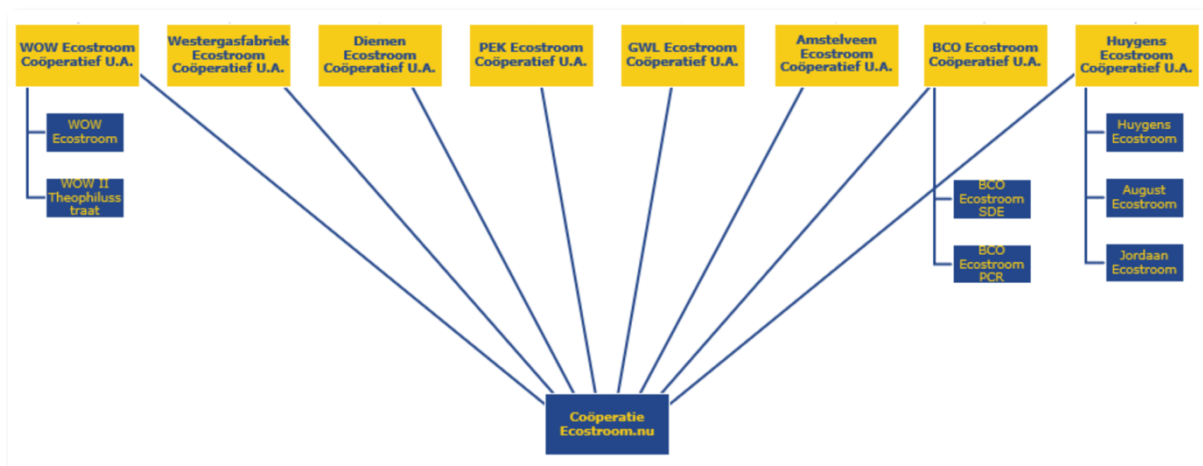 WOW Ecostroom
Coöperatief U.A.
Westergasfabriek
Ecostroom
Coöperatief U.A.
Diemen
Ecostroom
Coöperatief U.A.
PEK Ecostroom
Coöperatief U.A.
GWL Ecostroom
Coöperatief U.A.
Amstelveen
Ecostroom
Coöperatief U.A.
BCO Ecostroom
Coöperatief U.A.
Huygens
Ecostroom
Coöperatief U.A.
WOW
Ecostroom
WOW II
Theophiluss
traat
BCO
Ecostroom
SDE
BCO
Ecostroom
PCR
Huygens
Ecostroom
August
Ecostroom
Jordaan
Ecostroom
Coöperatie
Ecostroom.nu